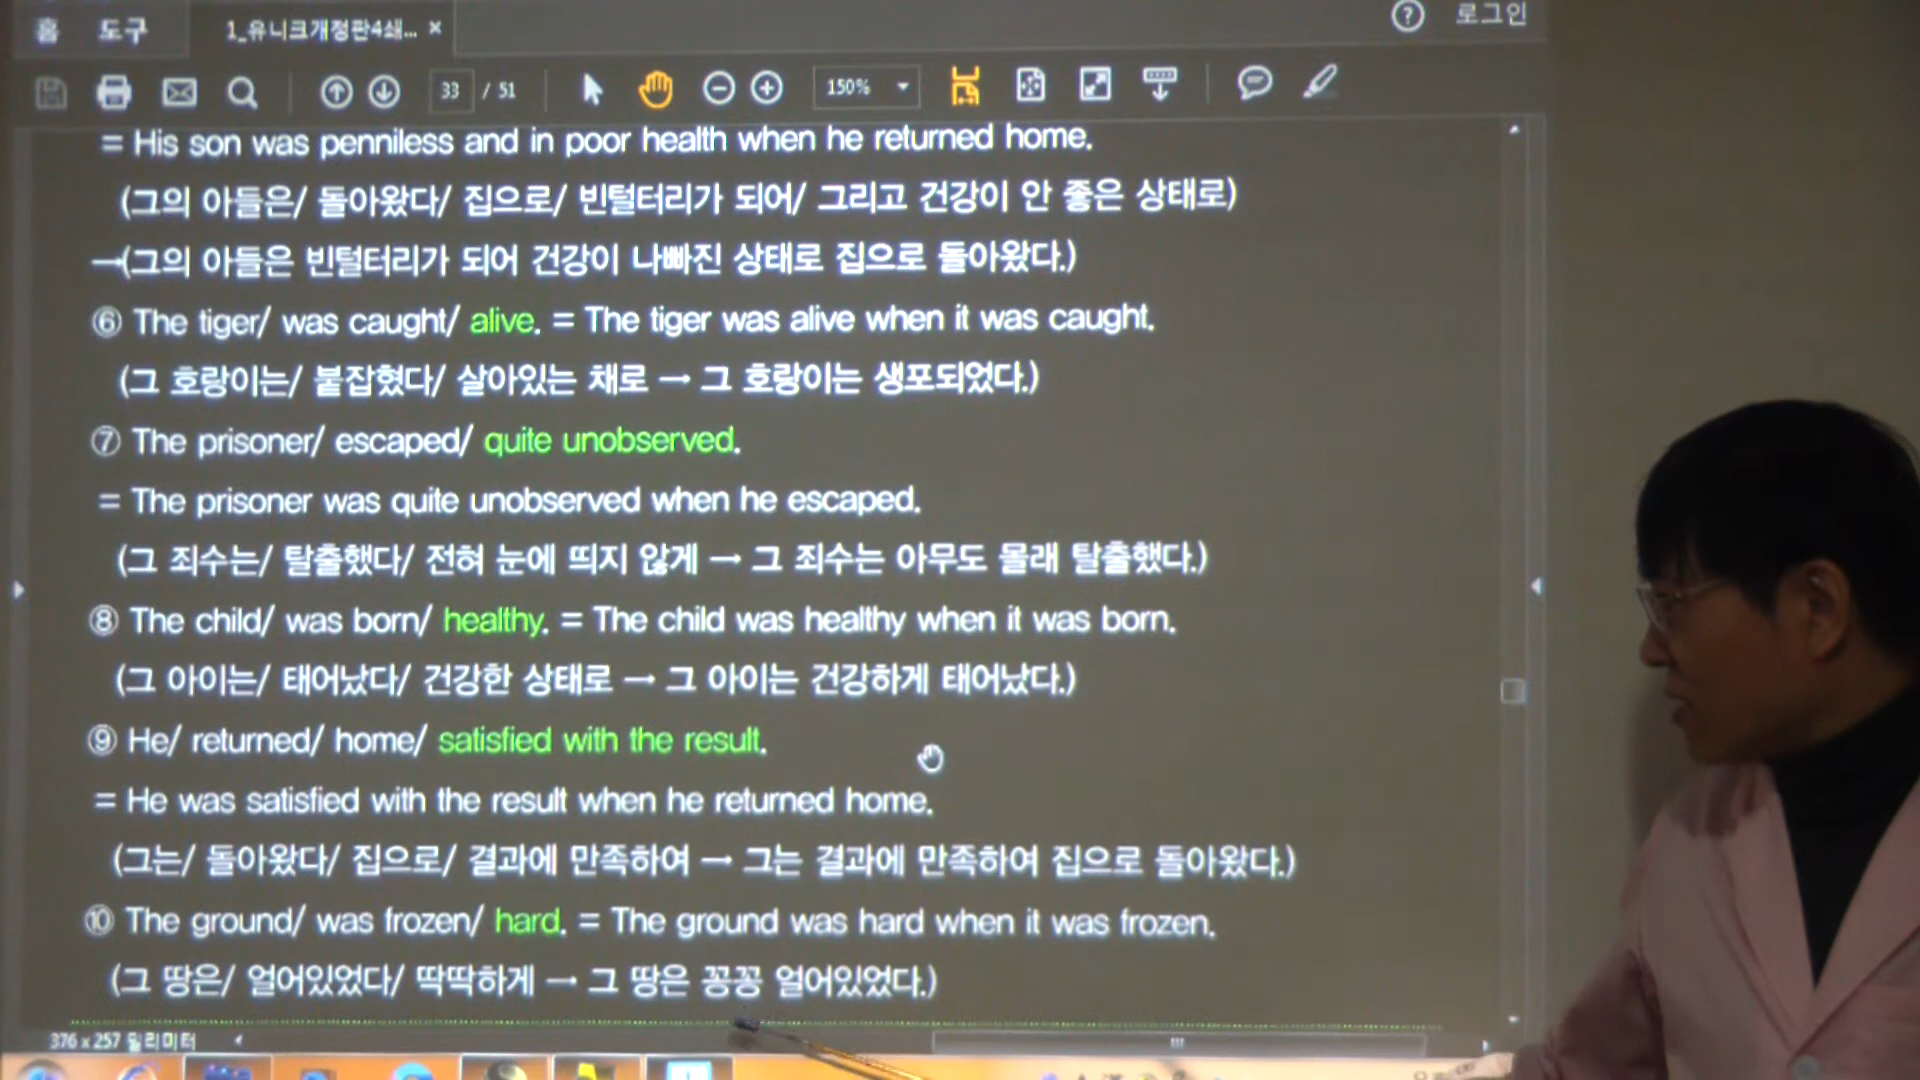 홈 도구 1_유니크개정판4쇄... × ? 로그인
33 / 51 150%
= His son was penniless and in poor health when he returned home.
(그의 아들은/ 돌아왔다/ 집으로/ 빈털터리가 되어/ 그리고 건강이 안 좋은 상태로)
→(그의 아들은 빈털터리가 되어 건강이 나빠진 상태로 집으로 돌아왔다.)
⑥ The tiger/ was caught/ alive. = The tiger was alive when it was caught.
(그 호랑이는/ 붙잡혔다/ 살아있는 채로 → 그 호랑이는 생포되었다.)
⑦ The prisoner/ escaped/ quite unobserved.
= The prisoner was quite unobserved when he escaped.
(그 죄수는/ 탈출했다/ 전혀 눈에 띄지 않게 → 그 죄수는 아무도 몰래 탈출했다.)
⑧ The child/ was born/ healthy. = The child was healthy when it was born.
(그 아이는/ 태어났다/ 건강한 상태로 → 그 아이는 건강하게 태어났다.)
⑨ He/ returned/ home/ satisfied with the result.
= He was satisfied with the result when he returned home.
(그는/ 돌아왔다/ 집으로/ 결과에 만족하여 → 그는 결과에 만족하여 집으로 돌아왔다.)
⑩ The ground/ was frozen/ hard. = The ground was hard when it was frozen.
(그 땅은/ 얼어있었다/ 딱딱하게 → 그 땅은 꽁꽁 얼어있었다.)
376 x 257 밀리미터